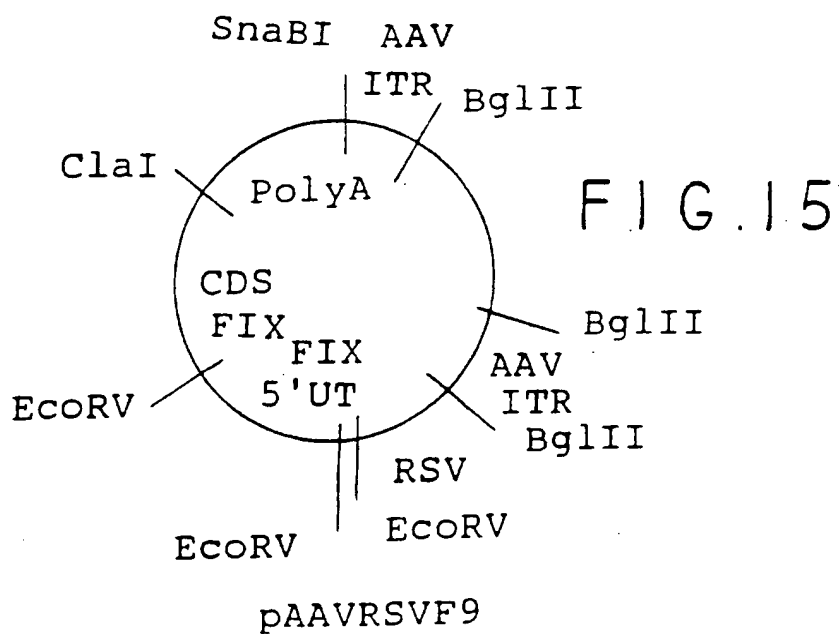 SnaBI AAV
ITR
BglII
ClaI
PolyA
FIG.15
CDS
FIX
FIX
5'UT
BglII
AAV
ITR
BglII
EcoRV
RSV
EcoRV
EcoRV
pAAVRSVF9